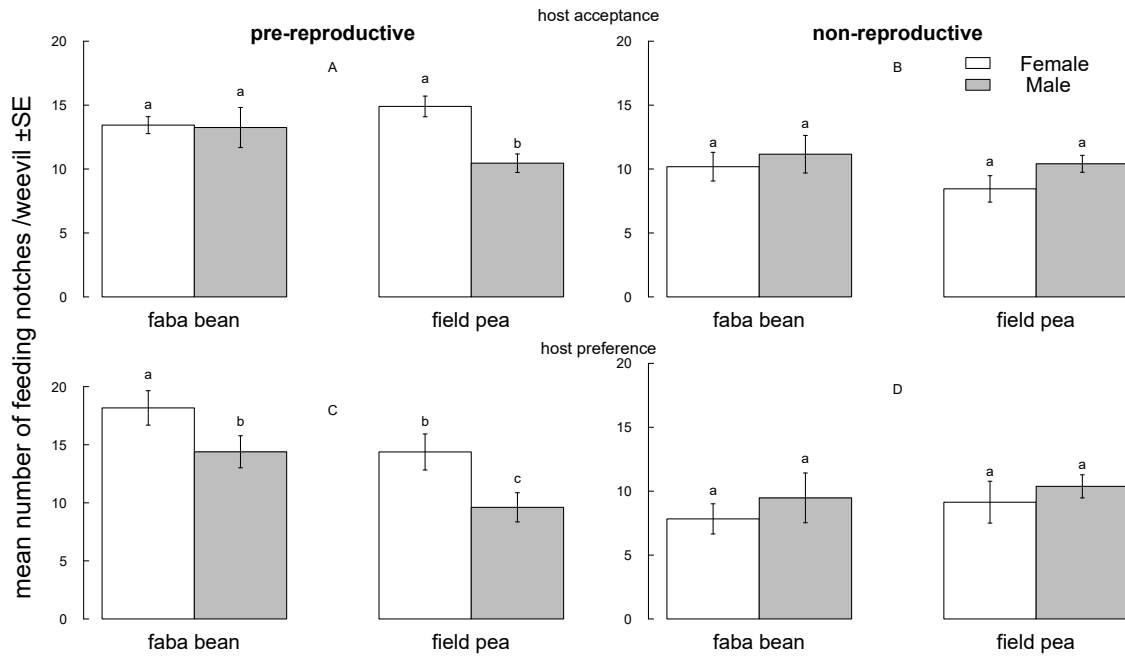 host acceptance
pre-reproductive
non-reproductive
mean number of feeding notches /weevil ±SE
20
15
10
5
0
A
a
a
a
b
faba bean
field pea
20
15
10
5
0
B
Female
Male
a
a
a
a
faba bean
field pea
host preference
20
15
10
5
0
C
a
b
b
c
faba bean
field pea
20
15
10
5
0
D
a
a
a
a
faba bean
field pea